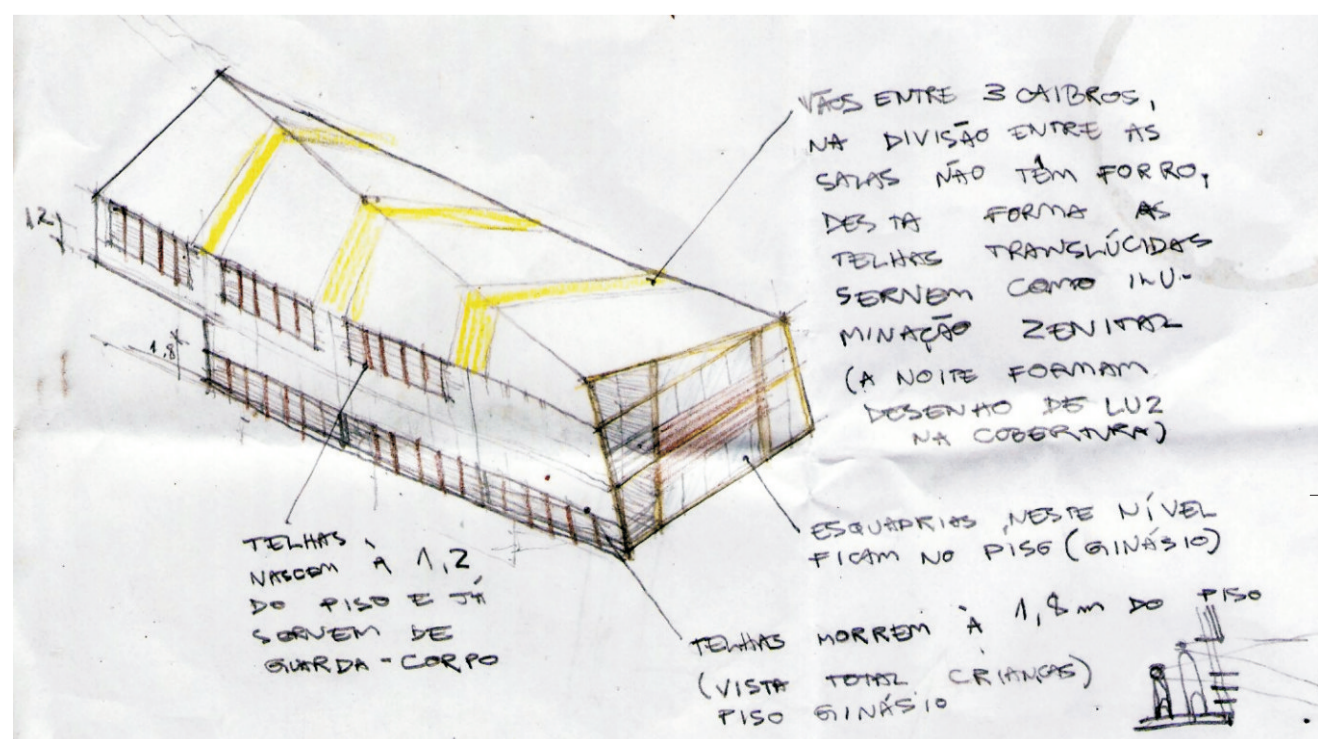 VÃOS ENTRE 3 CAIBROS,
NA DIVISÃO ENTRE AS
SALAS NÃO TÊM FORRO,
DESTA FORMA AS
TELHAS TRANSLÚCIDAS
SERVEM COMO ILU-
MINAÇÃO ZENITAL
(A NOITE FORMAM
DESENHO DE LUZ
NA COBERTURA)
1,2
1,8
ESQUADRIAS, NESTE NÍVEL
FICAM NO PISO (GINÁSIO)
TELHAS
NASCEM À 1,2
DO PISO E JÁ
SERVEM DE
GUARDA-CORPO
TELHAS MORREM À 1,8m DO PISO
(VISTA TOTAL CRIANÇAS)
PISO GINÁSIO